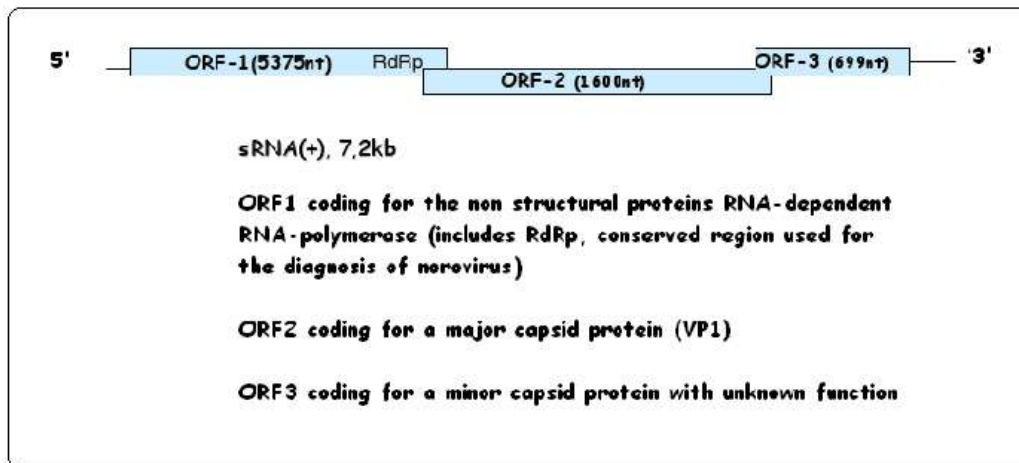 5' ORF-1(5375nt) RdRp ORF-3 (699nt) '3'
ORF-2 (1600nt)
sRNA(+), 7,2kb
ORF1 coding for the non structural proteins RNA-dependent
RNA-polymerase (includes RdRp, conserved region used for
the diagnosis of norovirus)
ORF2 coding for a major capsid protein (VP1)
ORF3 coding for a minor capsid protein with unknown function